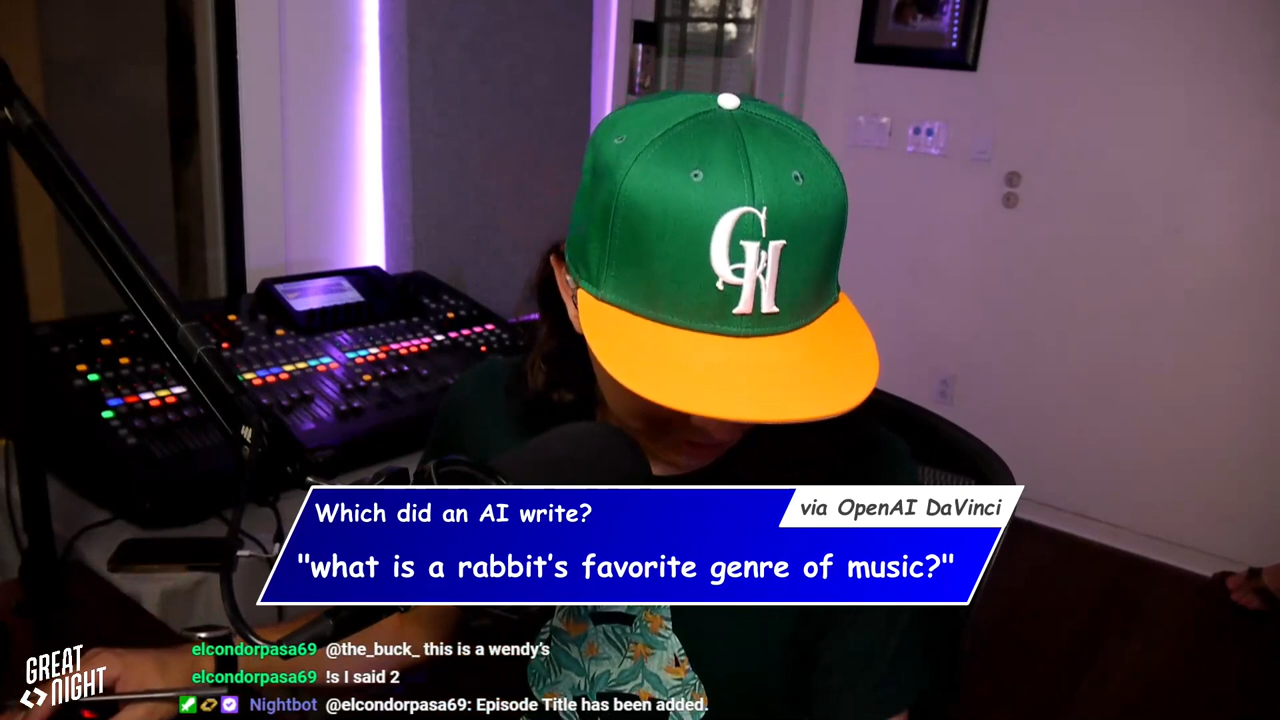 GH
Which did an AI write?
via OpenAI DaVinci
"what is a rabbit's favorite genre of music?"
elcondorpasa69 @the_buck_ this is a wendy's
elcondorpasa69 !s I said 2
Nightbot @elcondorpasa69: Episode Title has been added.
GREAT
NIGHT